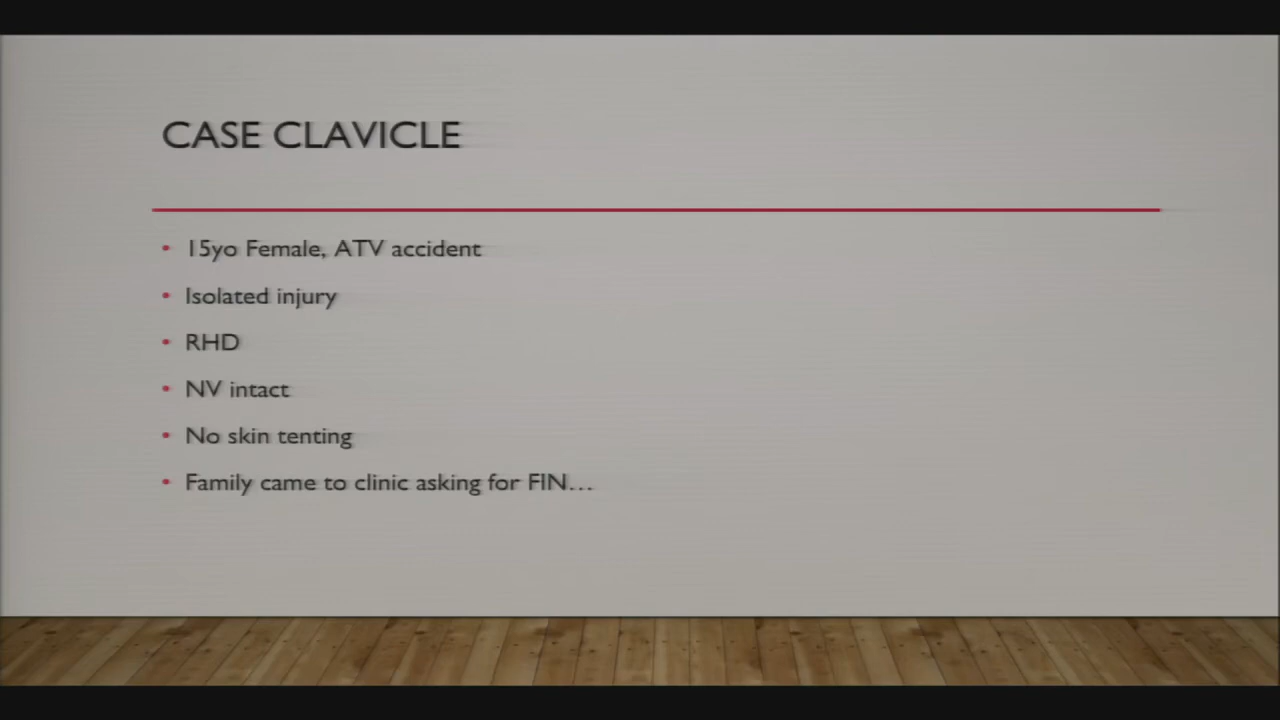 CASE CLAVICLE
• 15yo Female, ATV accident
• Isolated injury
• RHD
• NV intact
• No skin tenting
• Family came to clinic asking for FIN...